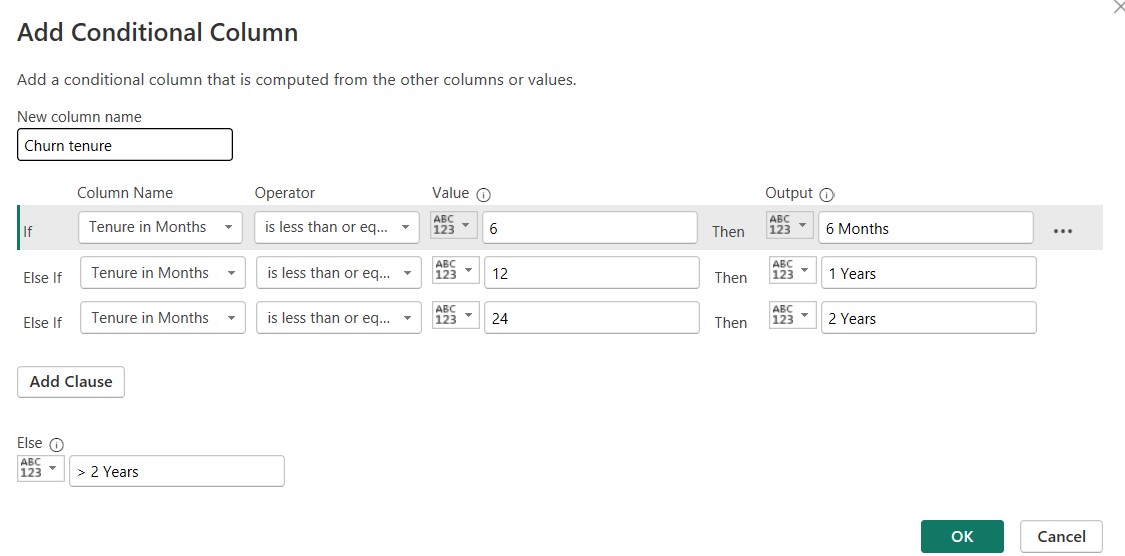 Add Conditional Column
Add a conditional column that is computed from the other columns or values.
New column name
Churn tenure
Column Name Operator Value Output
If Tenure in Months is less than or eq... ABC 123 6 Then ABC 123 6 Months ...
Else If Tenure in Months is less than or eq... ABC 123 12 Then ABC 123 1 Years
Else If Tenure in Months is less than or eq... ABC 123 24 Then ABC 123 2 Years
Add Clause
Else
ABC 123 > 2 Years
OK Cancel